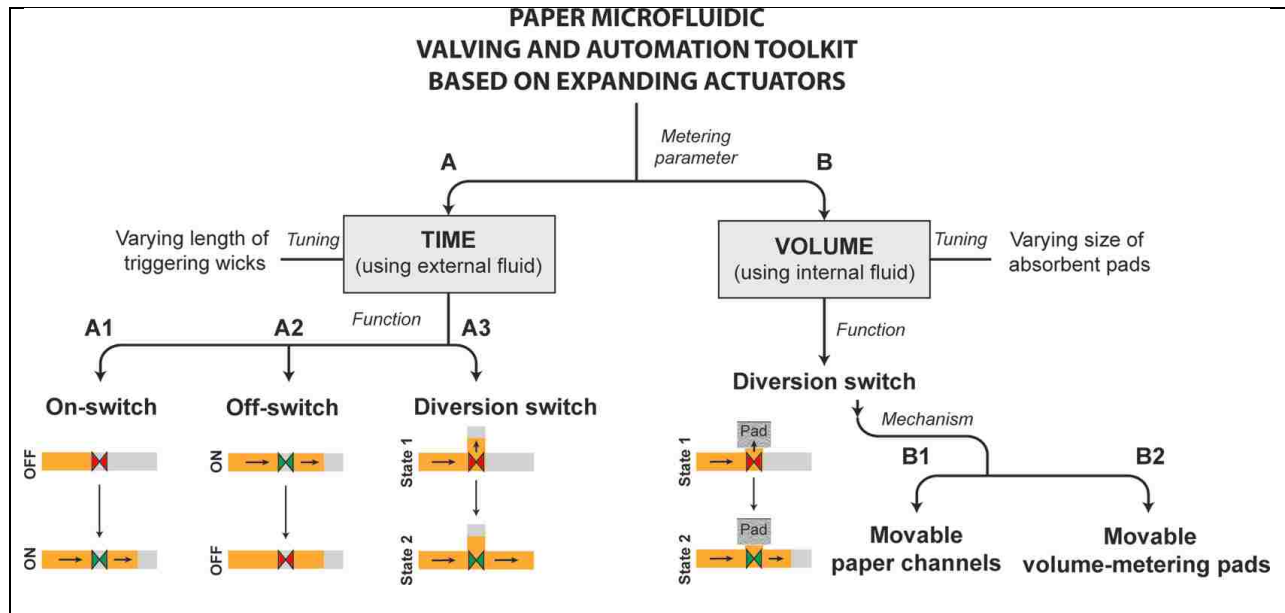 PAPER MICROFLUIDIC
VALVING AND AUTOMATION TOOLKIT
BASED ON EXPANDING ACTUATORS
Metering
parameter
A
B
Varying length of
triggering wicks
Tuning
TIME
(using external fluid)
VOLUME
(using internal fluid)
Tuning
Varying size of
absorbent pads
Function
A1
A2
A3
Function
On-switch
Off-switch
Diversion switch
Diversion switch
Mechanism
OFF
ON
State 1
State 1
Pad
B1
B2
ON
OFF
State 2
State 2
Pad
Movable
paper channels
Movable
volume-metering pads